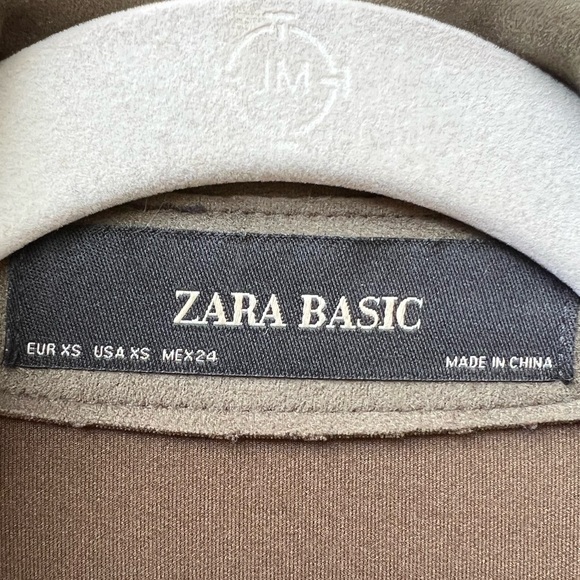 JM
ZARA BASIC
EUR XS USA XS MEX 24
MADE IN CHINA